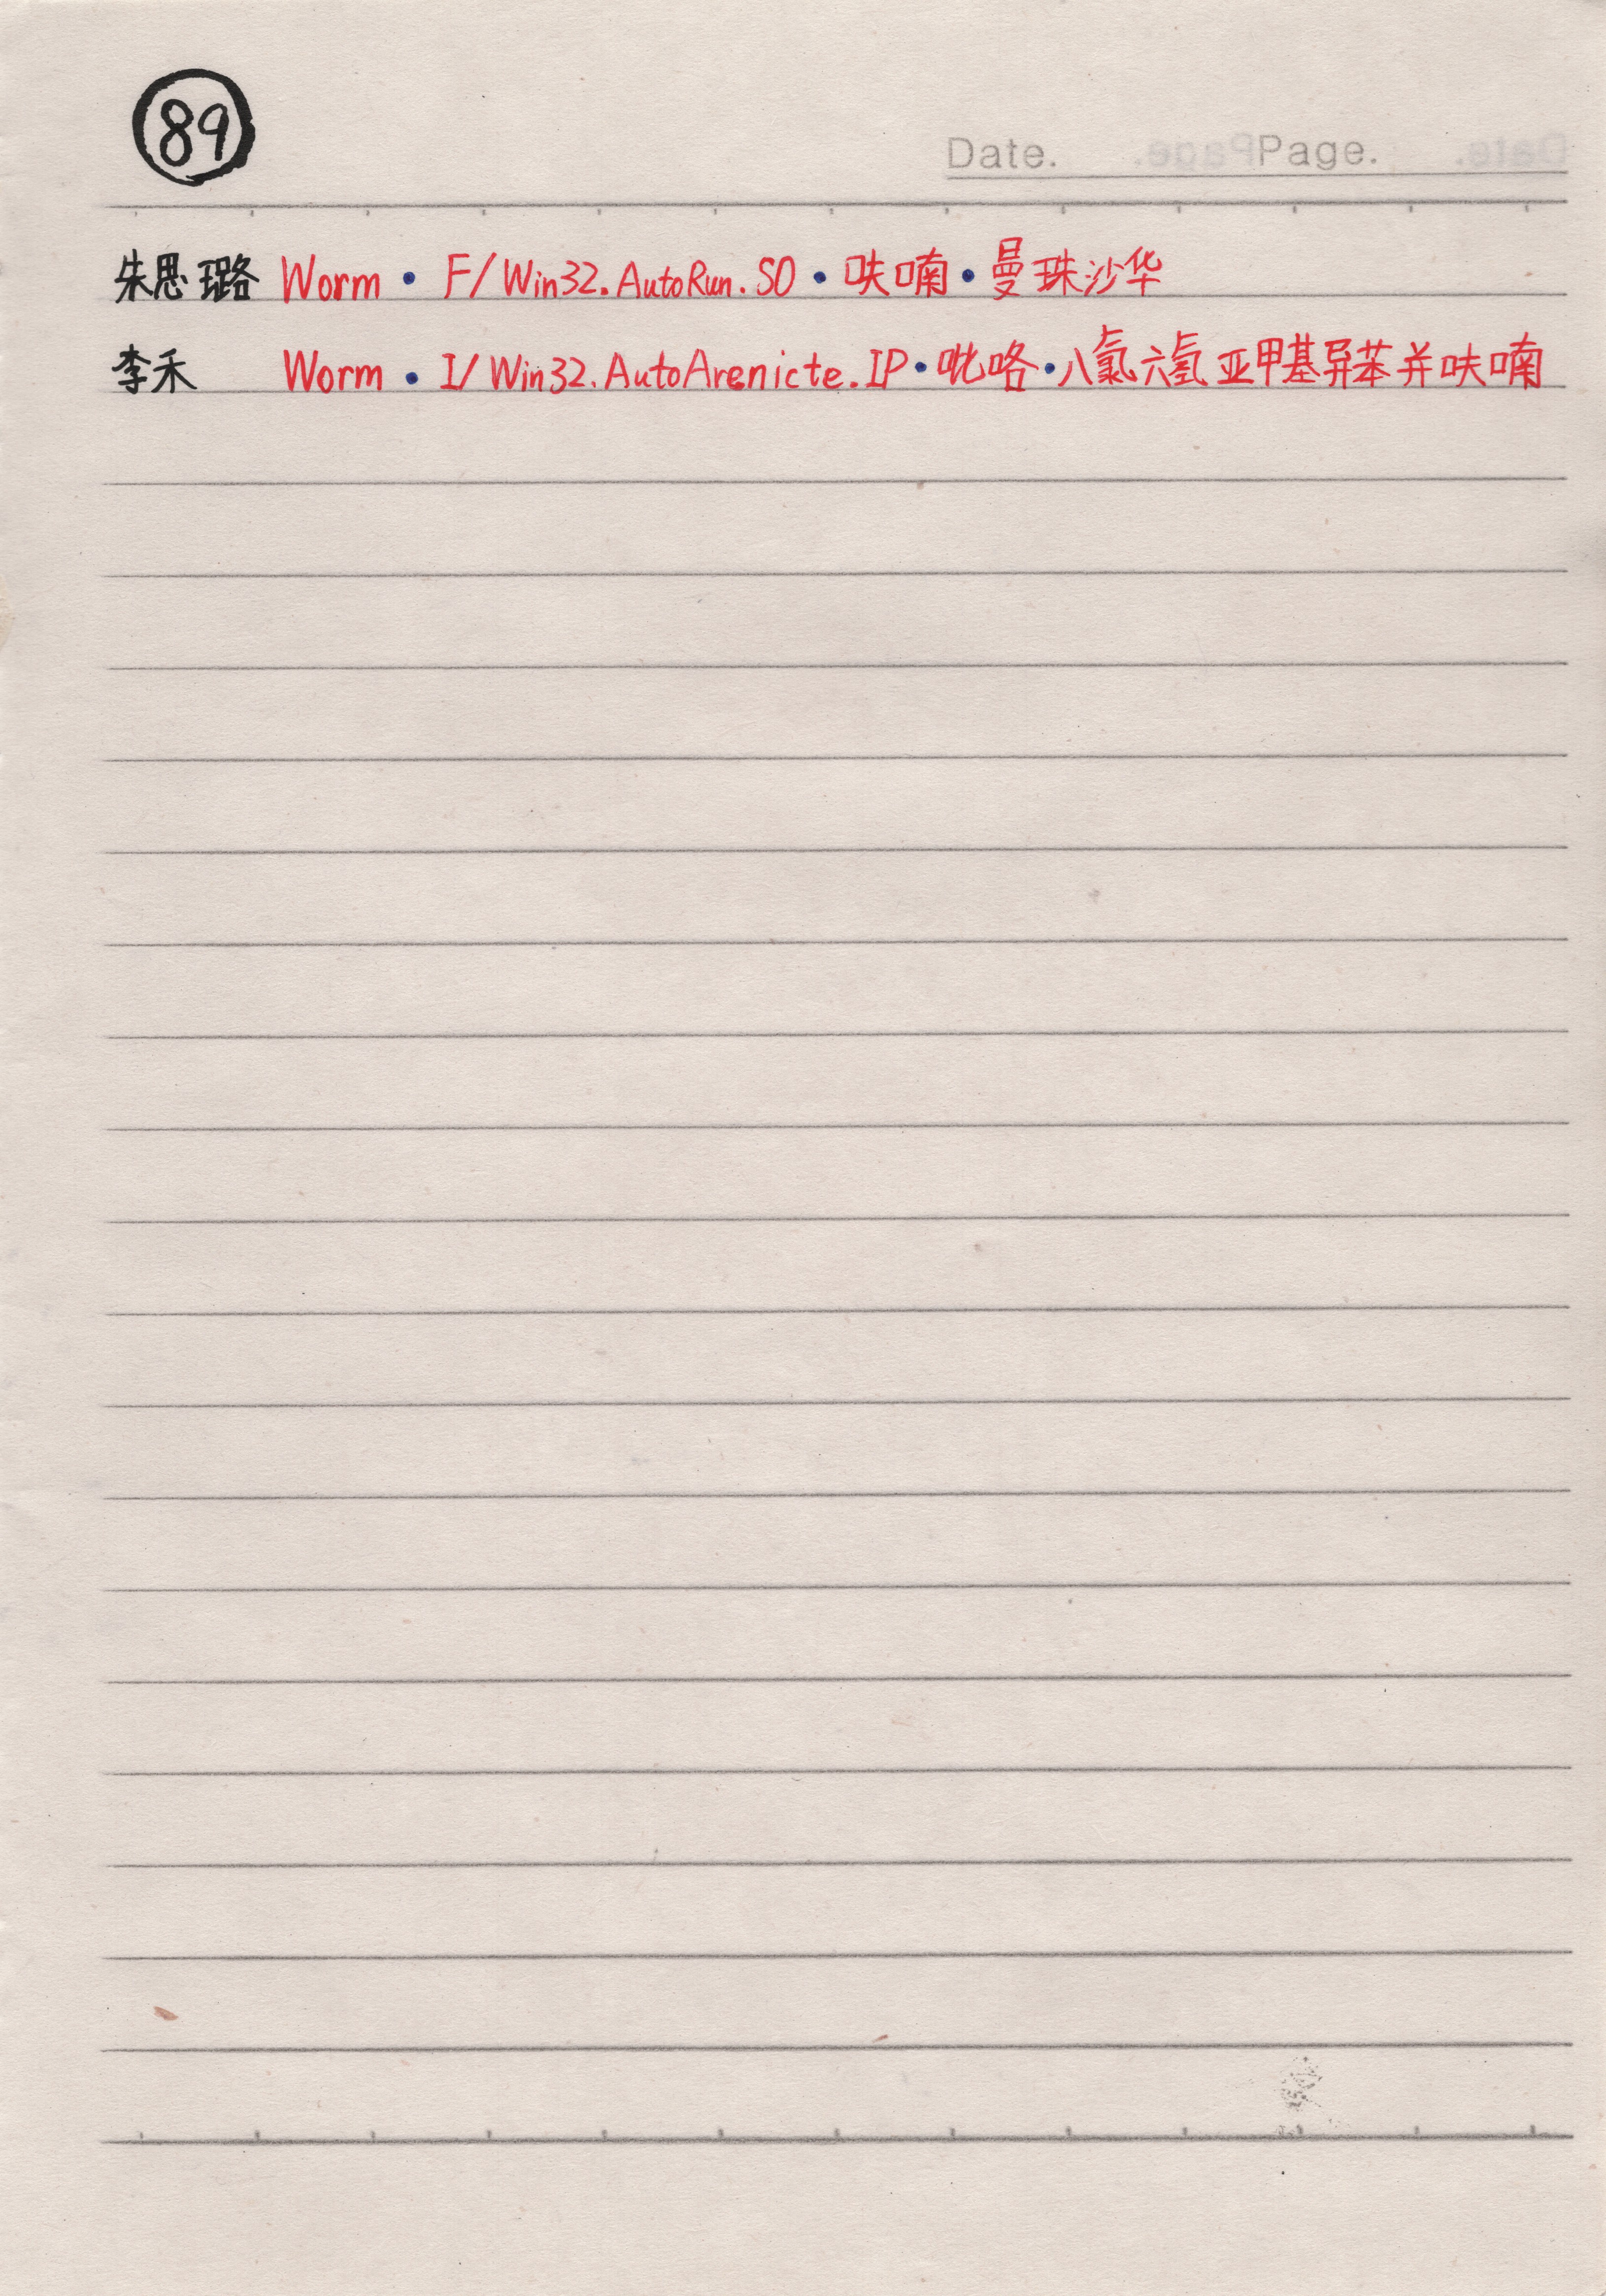 89
Date. Page.
朱思璐 Worm · F/Win32.AutoRun.SO · 呋喃 · 曼珠沙华
李禾 Worm · I/Win32.AutoArenicte.IP · 吡咯 · 八氯六氢亚甲基异苯并呋喃